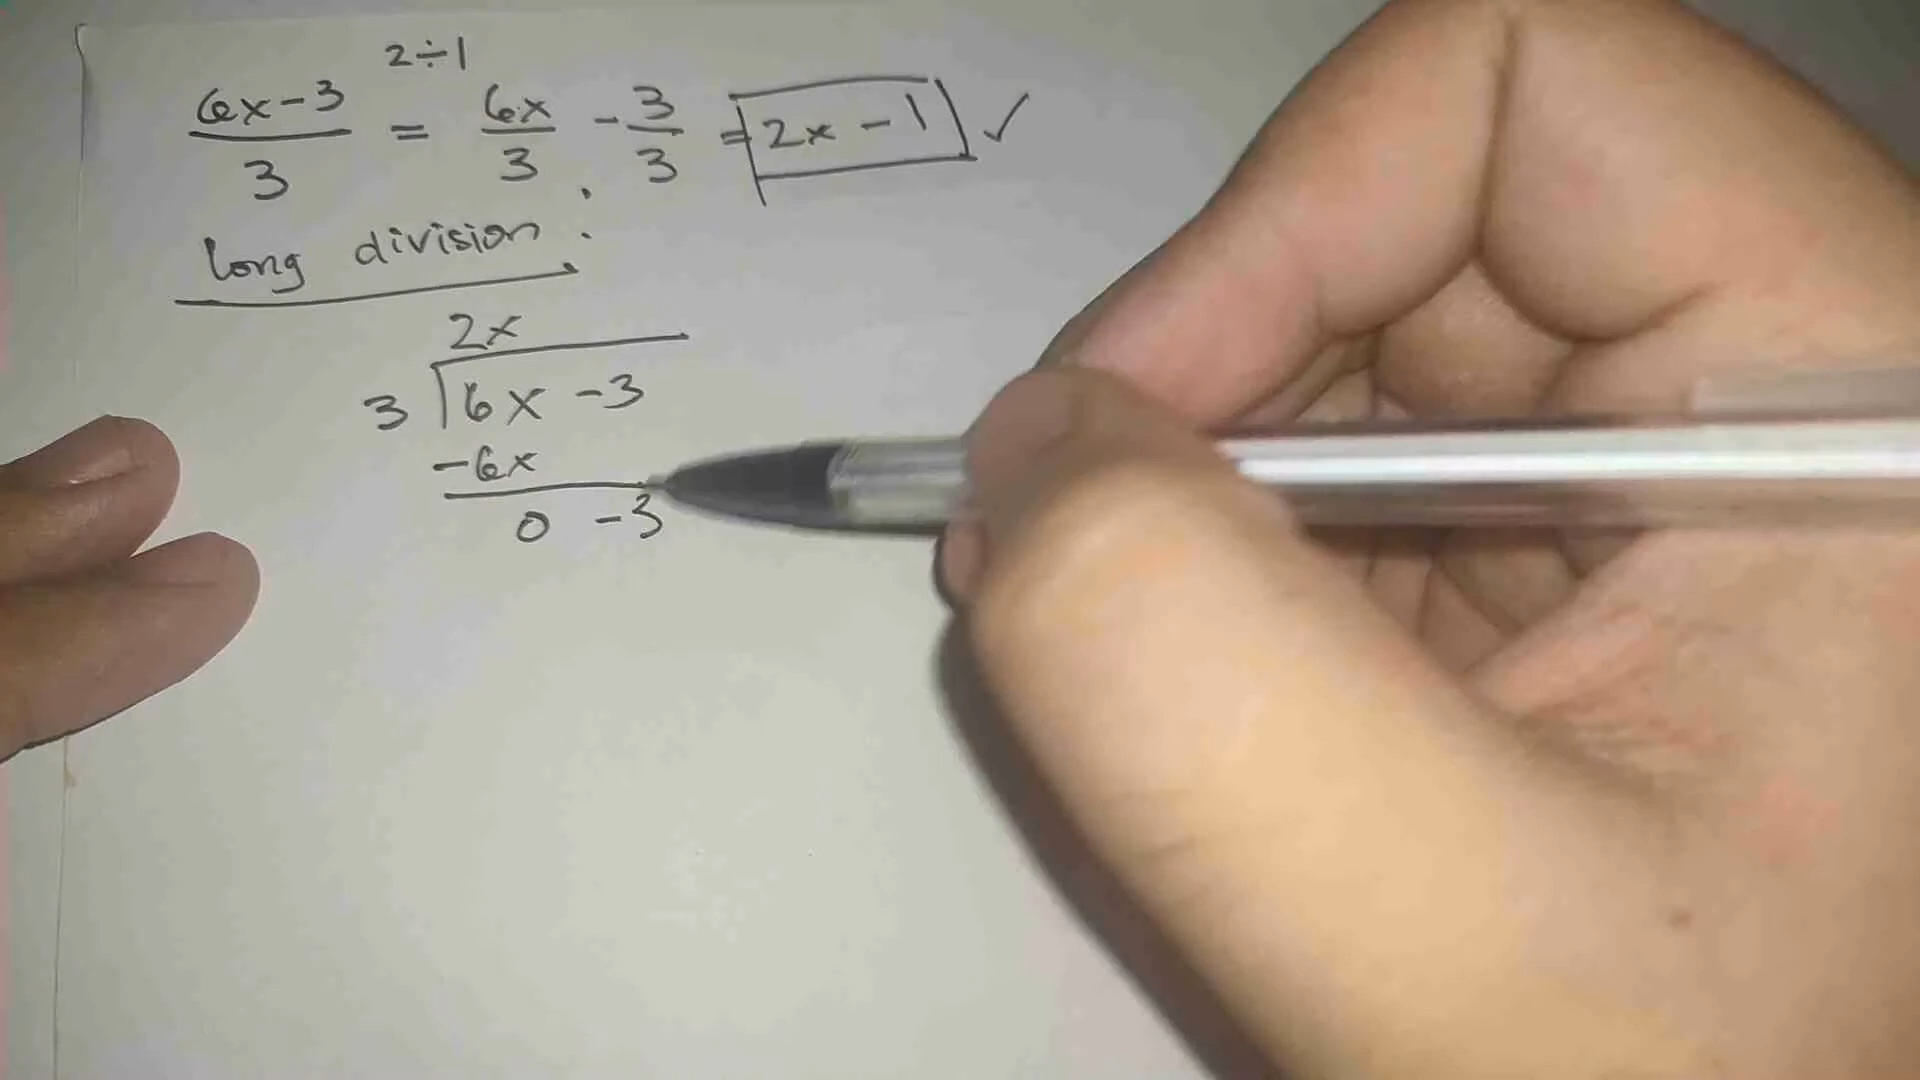 2÷1
6x-3/3 = 6x/3 - 3/3 = 2x - 1 ✓
long division:
2x
3 6x -3
-6x
0 -3